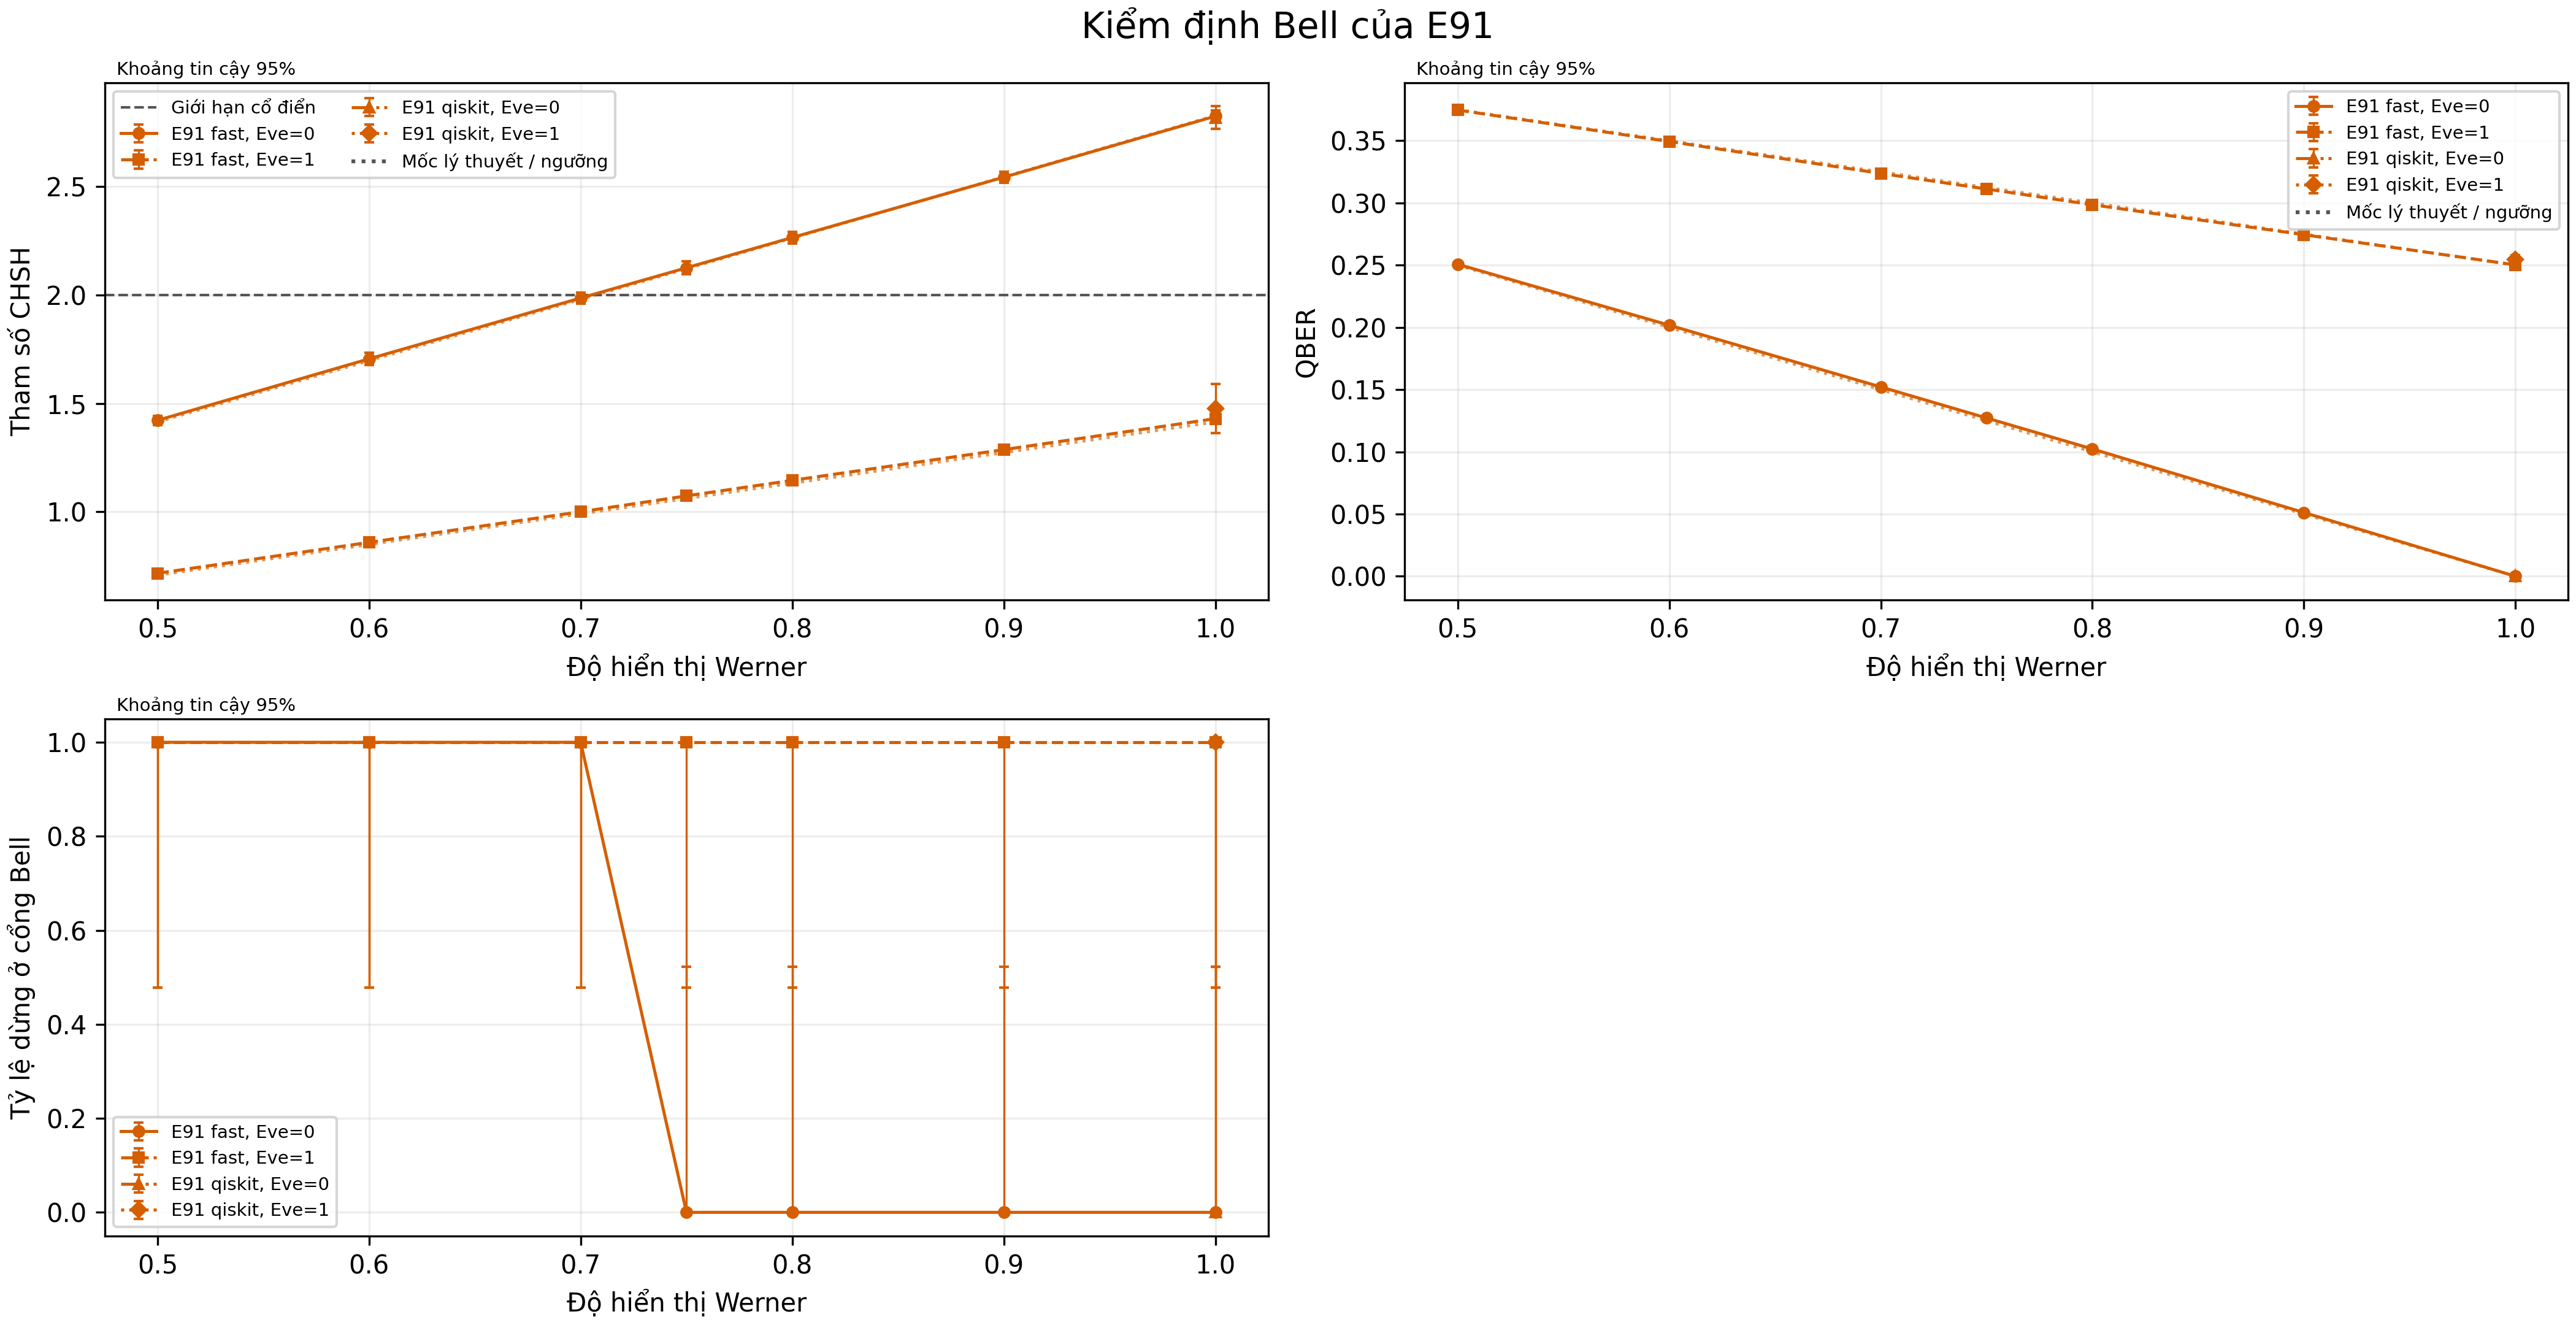 Kiểm định Bell của E91
Khoảng tin cậy 95%
Giới hạn cổ điển
E91 fast, Eve=0
E91 fast, Eve=1
E91 qiskit, Eve=0
E91 qiskit, Eve=1
Mốc lý thuyết / ngưỡng
Tham số CHSH
2.5
2.0
1.5
1.0
0.5 0.6 0.7 0.8 0.9 1.0
Độ hiển thị Werner
Khoảng tin cậy 95%
E91 fast, Eve=0
E91 fast, Eve=1
E91 qiskit, Eve=0
E91 qiskit, Eve=1
Mốc lý thuyết / ngưỡng
QBER
0.35
0.30
0.25
0.20
0.15
0.10
0.05
0.00
0.5 0.6 0.7 0.8 0.9 1.0
Độ hiển thị Werner
Khoảng tin cậy 95%
Tỷ lệ dừng ở cổng Bell
1.0
0.8
0.6
0.4
0.2
0.0
E91 fast, Eve=0
E91 fast, Eve=1
E91 qiskit, Eve=0
E91 qiskit, Eve=1
0.5 0.6 0.7 0.8 0.9 1.0
Độ hiển thị Werner